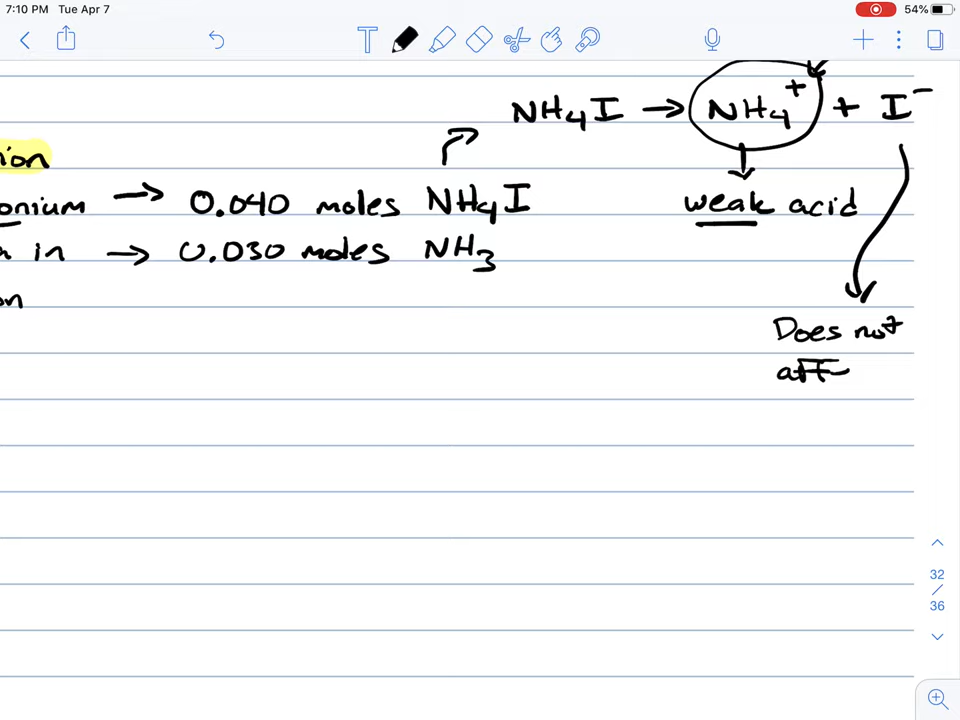 7:10 PM Tue Apr 7
54%
NH₄I → NH₄⁺ + I⁻
ion
onium → 0.040 moles NH₄I
weak acid
in → 0.030 moles NH₃
on
Does not
aff
32
/
36